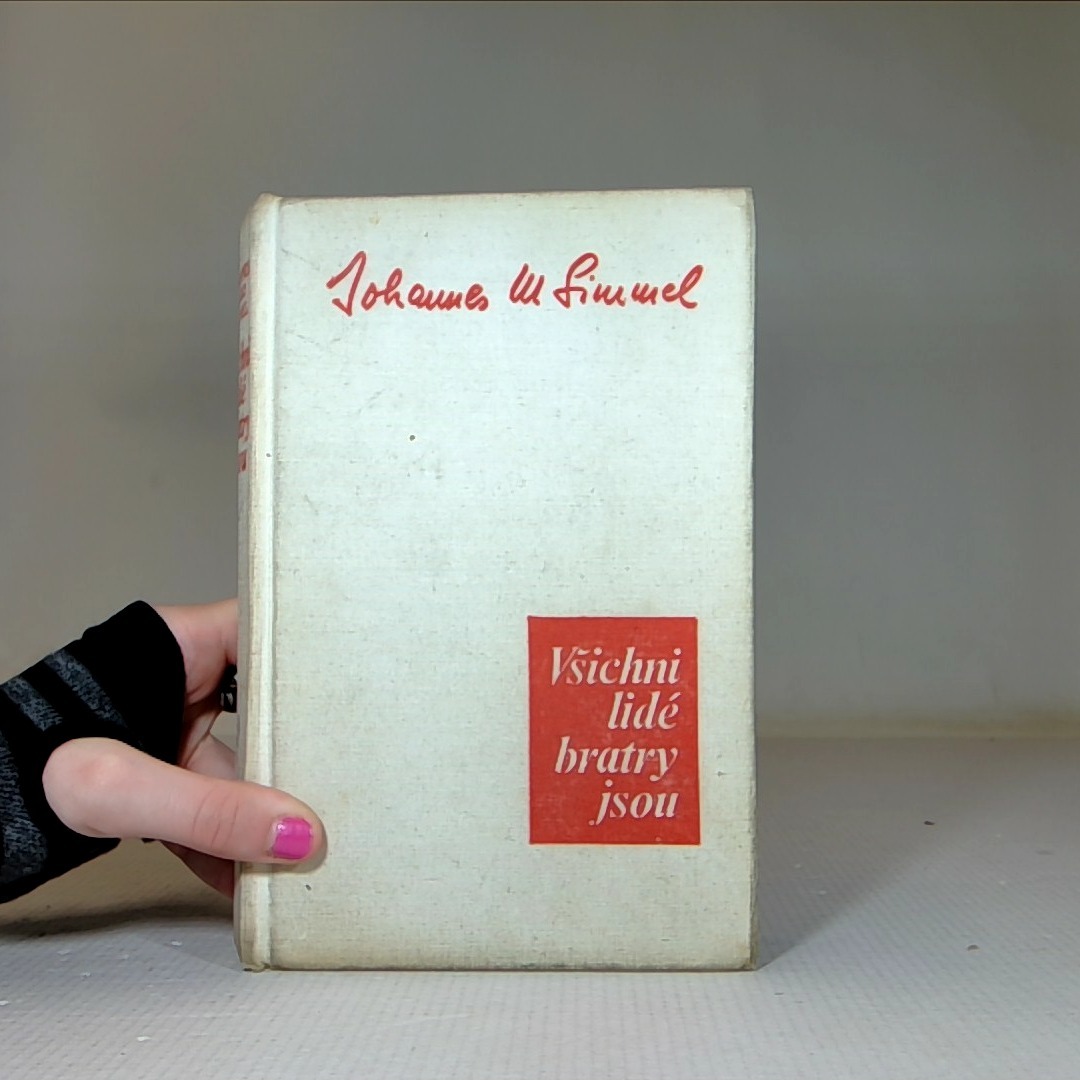 Johannes M Simmel
Všichni
lidé
bratry
jsou